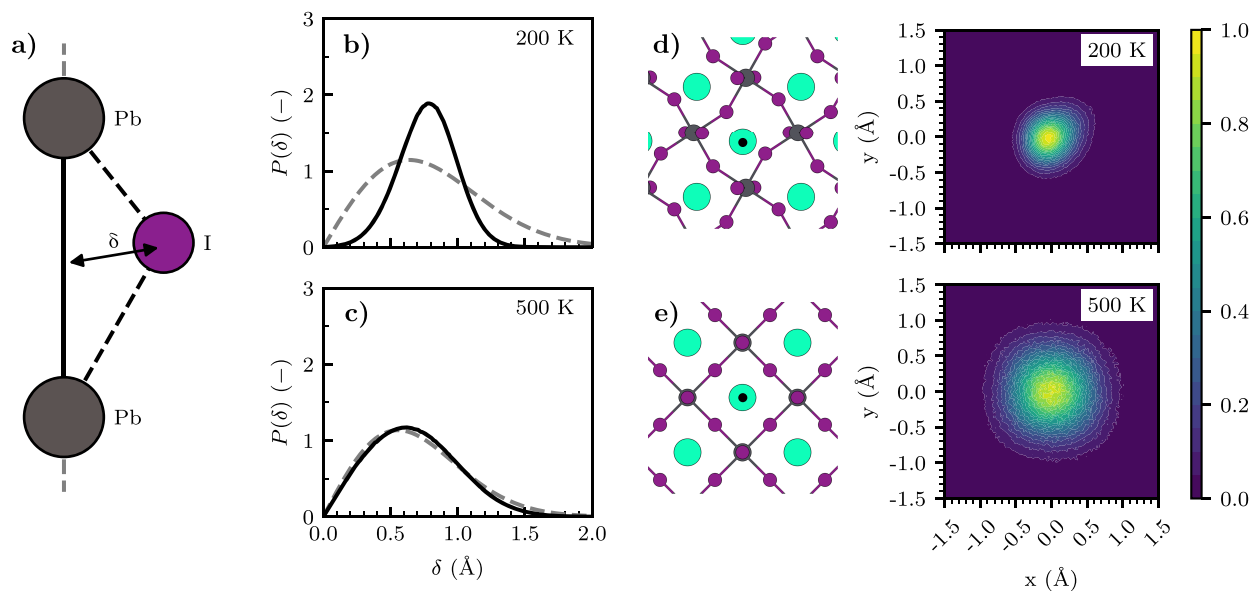 a)
Pb
δ
I
Pb
b)
200 K
3
2
1
0
P(δ) (−)
c)
500 K
3
2
1
0
P(δ) (−)
0.0 0.5 1.0 1.5 2.0
δ (Å)
d)
200 K
1.5
1.0
0.5
0.0
-0.5
-1.0
-1.5
y (Å)
e)
500 K
1.5
1.0
0.5
0.0
-0.5
-1.0
-1.5
y (Å)
-1.5 -1.0 -0.5 0.0 0.5 1.0 1.5
x (Å)
1.0
0.8
0.6
0.4
0.2
0.0